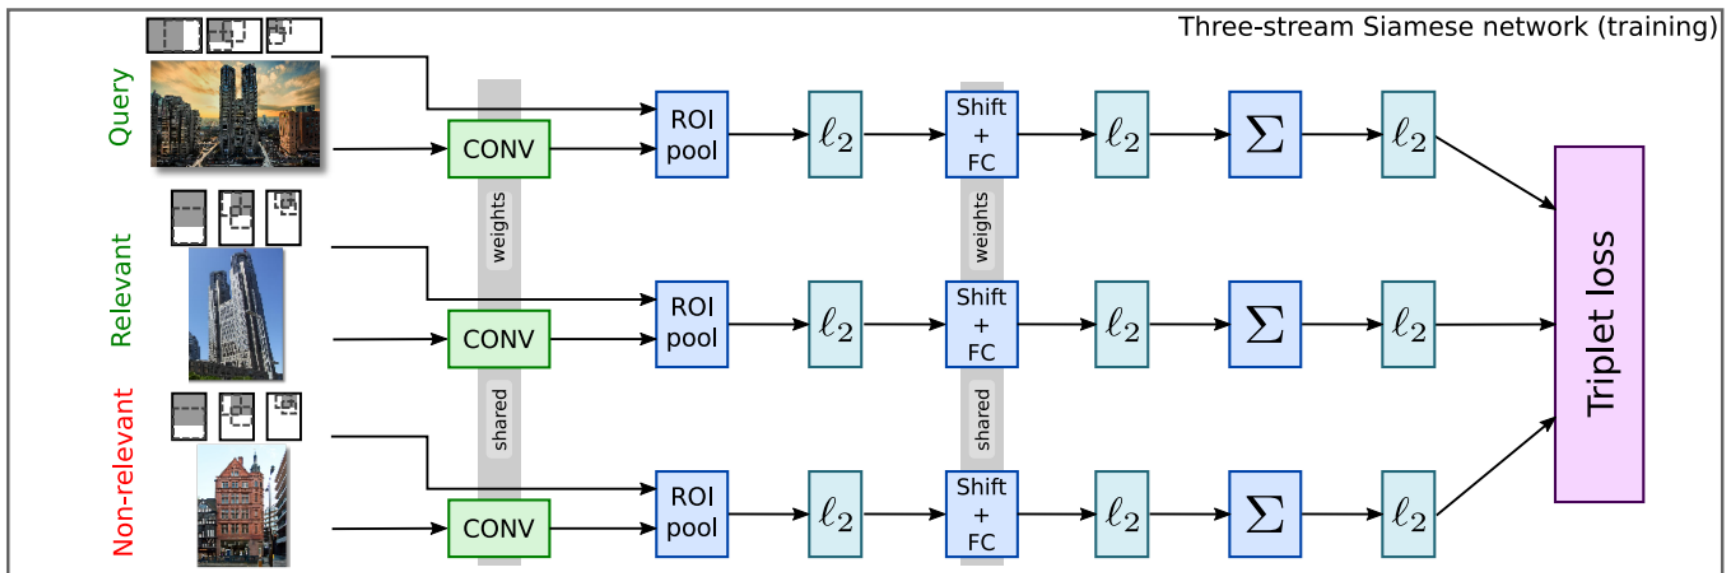 Three-stream Siamese network (training)
Query
CONV
ROI
pool
ℓ2
Shift
+
FC
ℓ2
Σ
ℓ2
weights
weights
Relevant
CONV
ROI
pool
ℓ2
Shift
+
FC
ℓ2
Σ
ℓ2
Triplet loss
shared
shared
Non-relevant
CONV
ROI
pool
ℓ2
Shift
+
FC
ℓ2
Σ
ℓ2